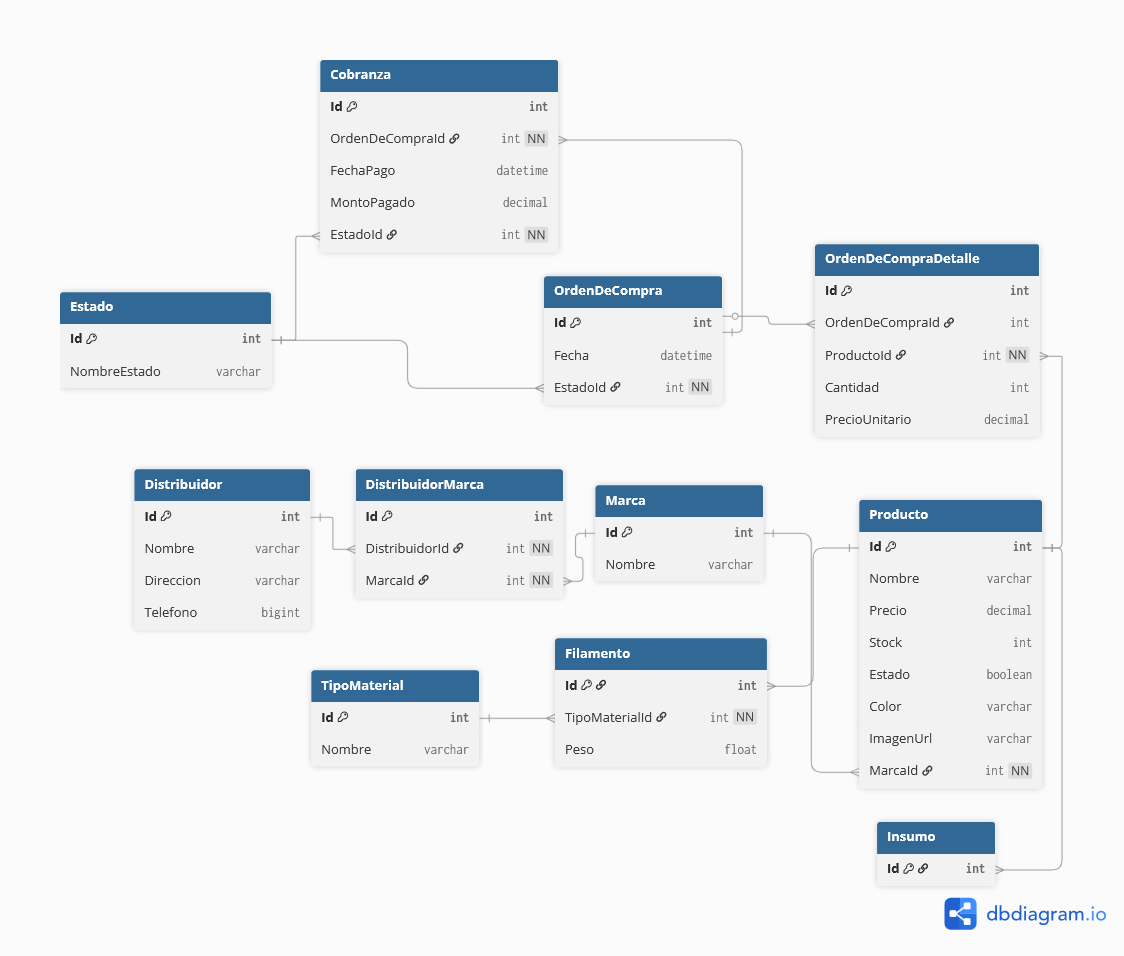 Cobranza
Id int
OrdenDeCompraId int NN
FechaPago datetime
MontoPagado decimal
EstadoId int NN
Estado
Id int
NombreEstado varchar
OrdenDeCompra
Id int
Fecha datetime
EstadoId int NN
OrdenDeCompraDetalle
Id int
OrdenDeCompraId int
ProductoId int NN
Cantidad int
PrecioUnitario decimal
Distribuidor
Id int
Nombre varchar
Direccion varchar
Telefono bigint
DistribuidorMarca
Id int
DistribuidorId int NN
MarcaId int NN
Marca
Id int
Nombre varchar
Producto
Id int
Nombre varchar
Precio decimal
Stock int
Estado boolean
Color varchar
ImagenUrl varchar
MarcaId int NN
TipoMaterial
Id int
Nombre varchar
Filamento
Id int
TipoMaterialId int NN
Peso float
Insumo
Id int
dbdiagram.io